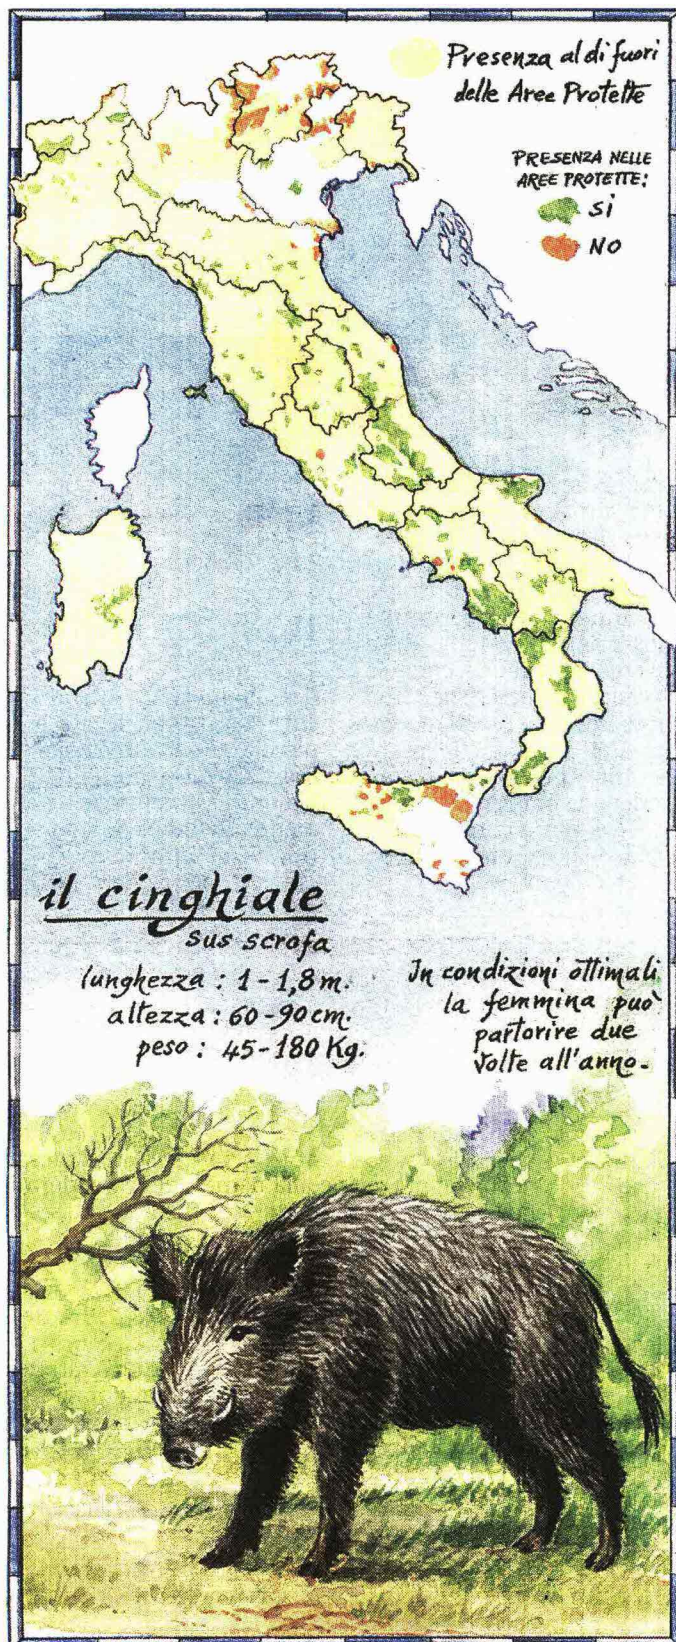 Presenza al di fuori
delle Aree Protette
PRESENZA NELLE
AREE PROTETTE:
SI
NO
il cinghiale
sus scrofa
lunghezza : 1-1,8 m.
altezza : 60-90 cm.
peso : 45-180 Kg.
In condizioni ottimali
la femmina può
partorire due
volte all'anno.